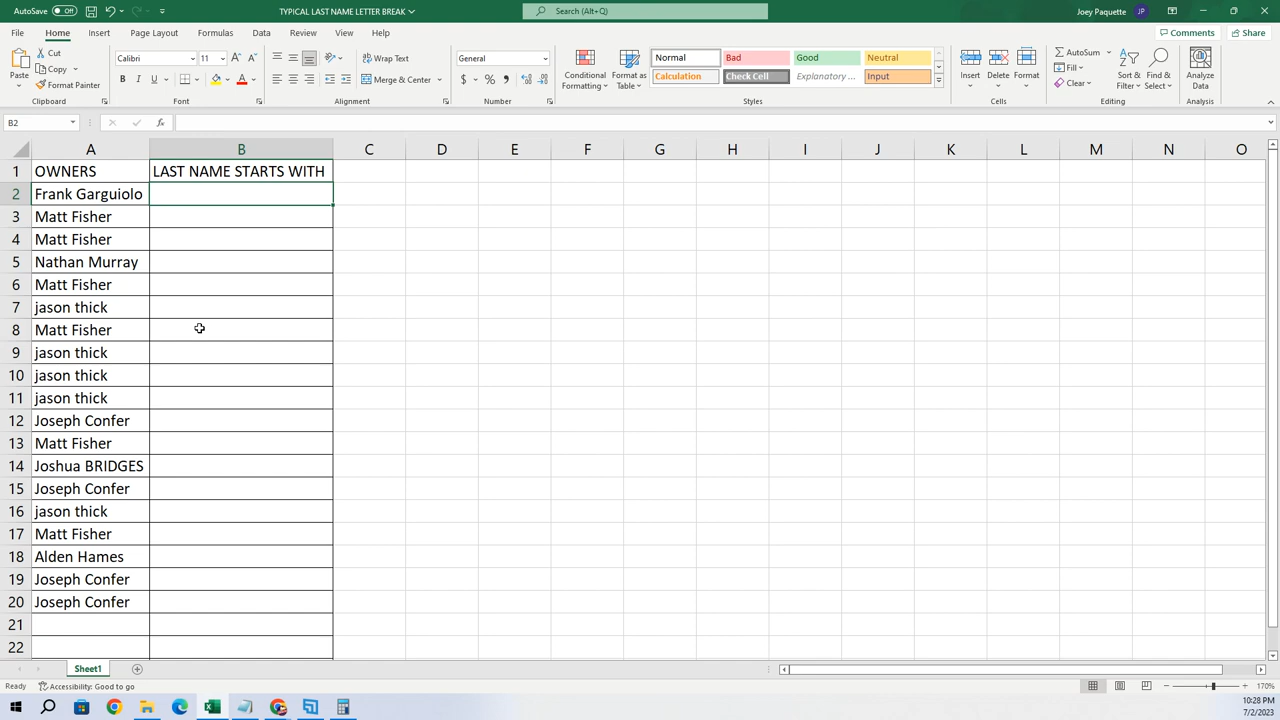 AutoSave Off TYPICAL LAST NAME LETTER BREAK Search (Alt+Q) Joey Paquette JP
File Home Insert Page Layout Formulas Data Review View Help Comments Share
Paste Cut Copy Format Painter Clipboard
Calibri 11 B I U Font
Wrap Text Merge & Center Alignment
General $ % Number
Conditional Formatting Format as Table
Normal Bad Good Neutral
Calculation Check Cell Explanatory ... Input
Styles
Insert Delete Format Cells
AutoSum Fill Clear Sort & Filter Find & Select Editing
Analyze Data Analysis
B2 fx
A B C D E F G H I J K L M N O
1 OWNERS LAST NAME STARTS WITH
2 Frank Garguiolo
3 Matt Fisher
4 Matt Fisher
5 Nathan Murray
6 Matt Fisher
7 jason thick
8 Matt Fisher
9 jason thick
10 jason thick
11 jason thick
12 Joseph Confer
13 Matt Fisher
14 Joshua BRIDGES
15 Joseph Confer
16 jason thick
17 Matt Fisher
18 Alden Hames
19 Joseph Confer
20 Joseph Confer
21
22
Sheet1
Ready Accessibility: Good to go 170%
10:28 PM
7/2/2023